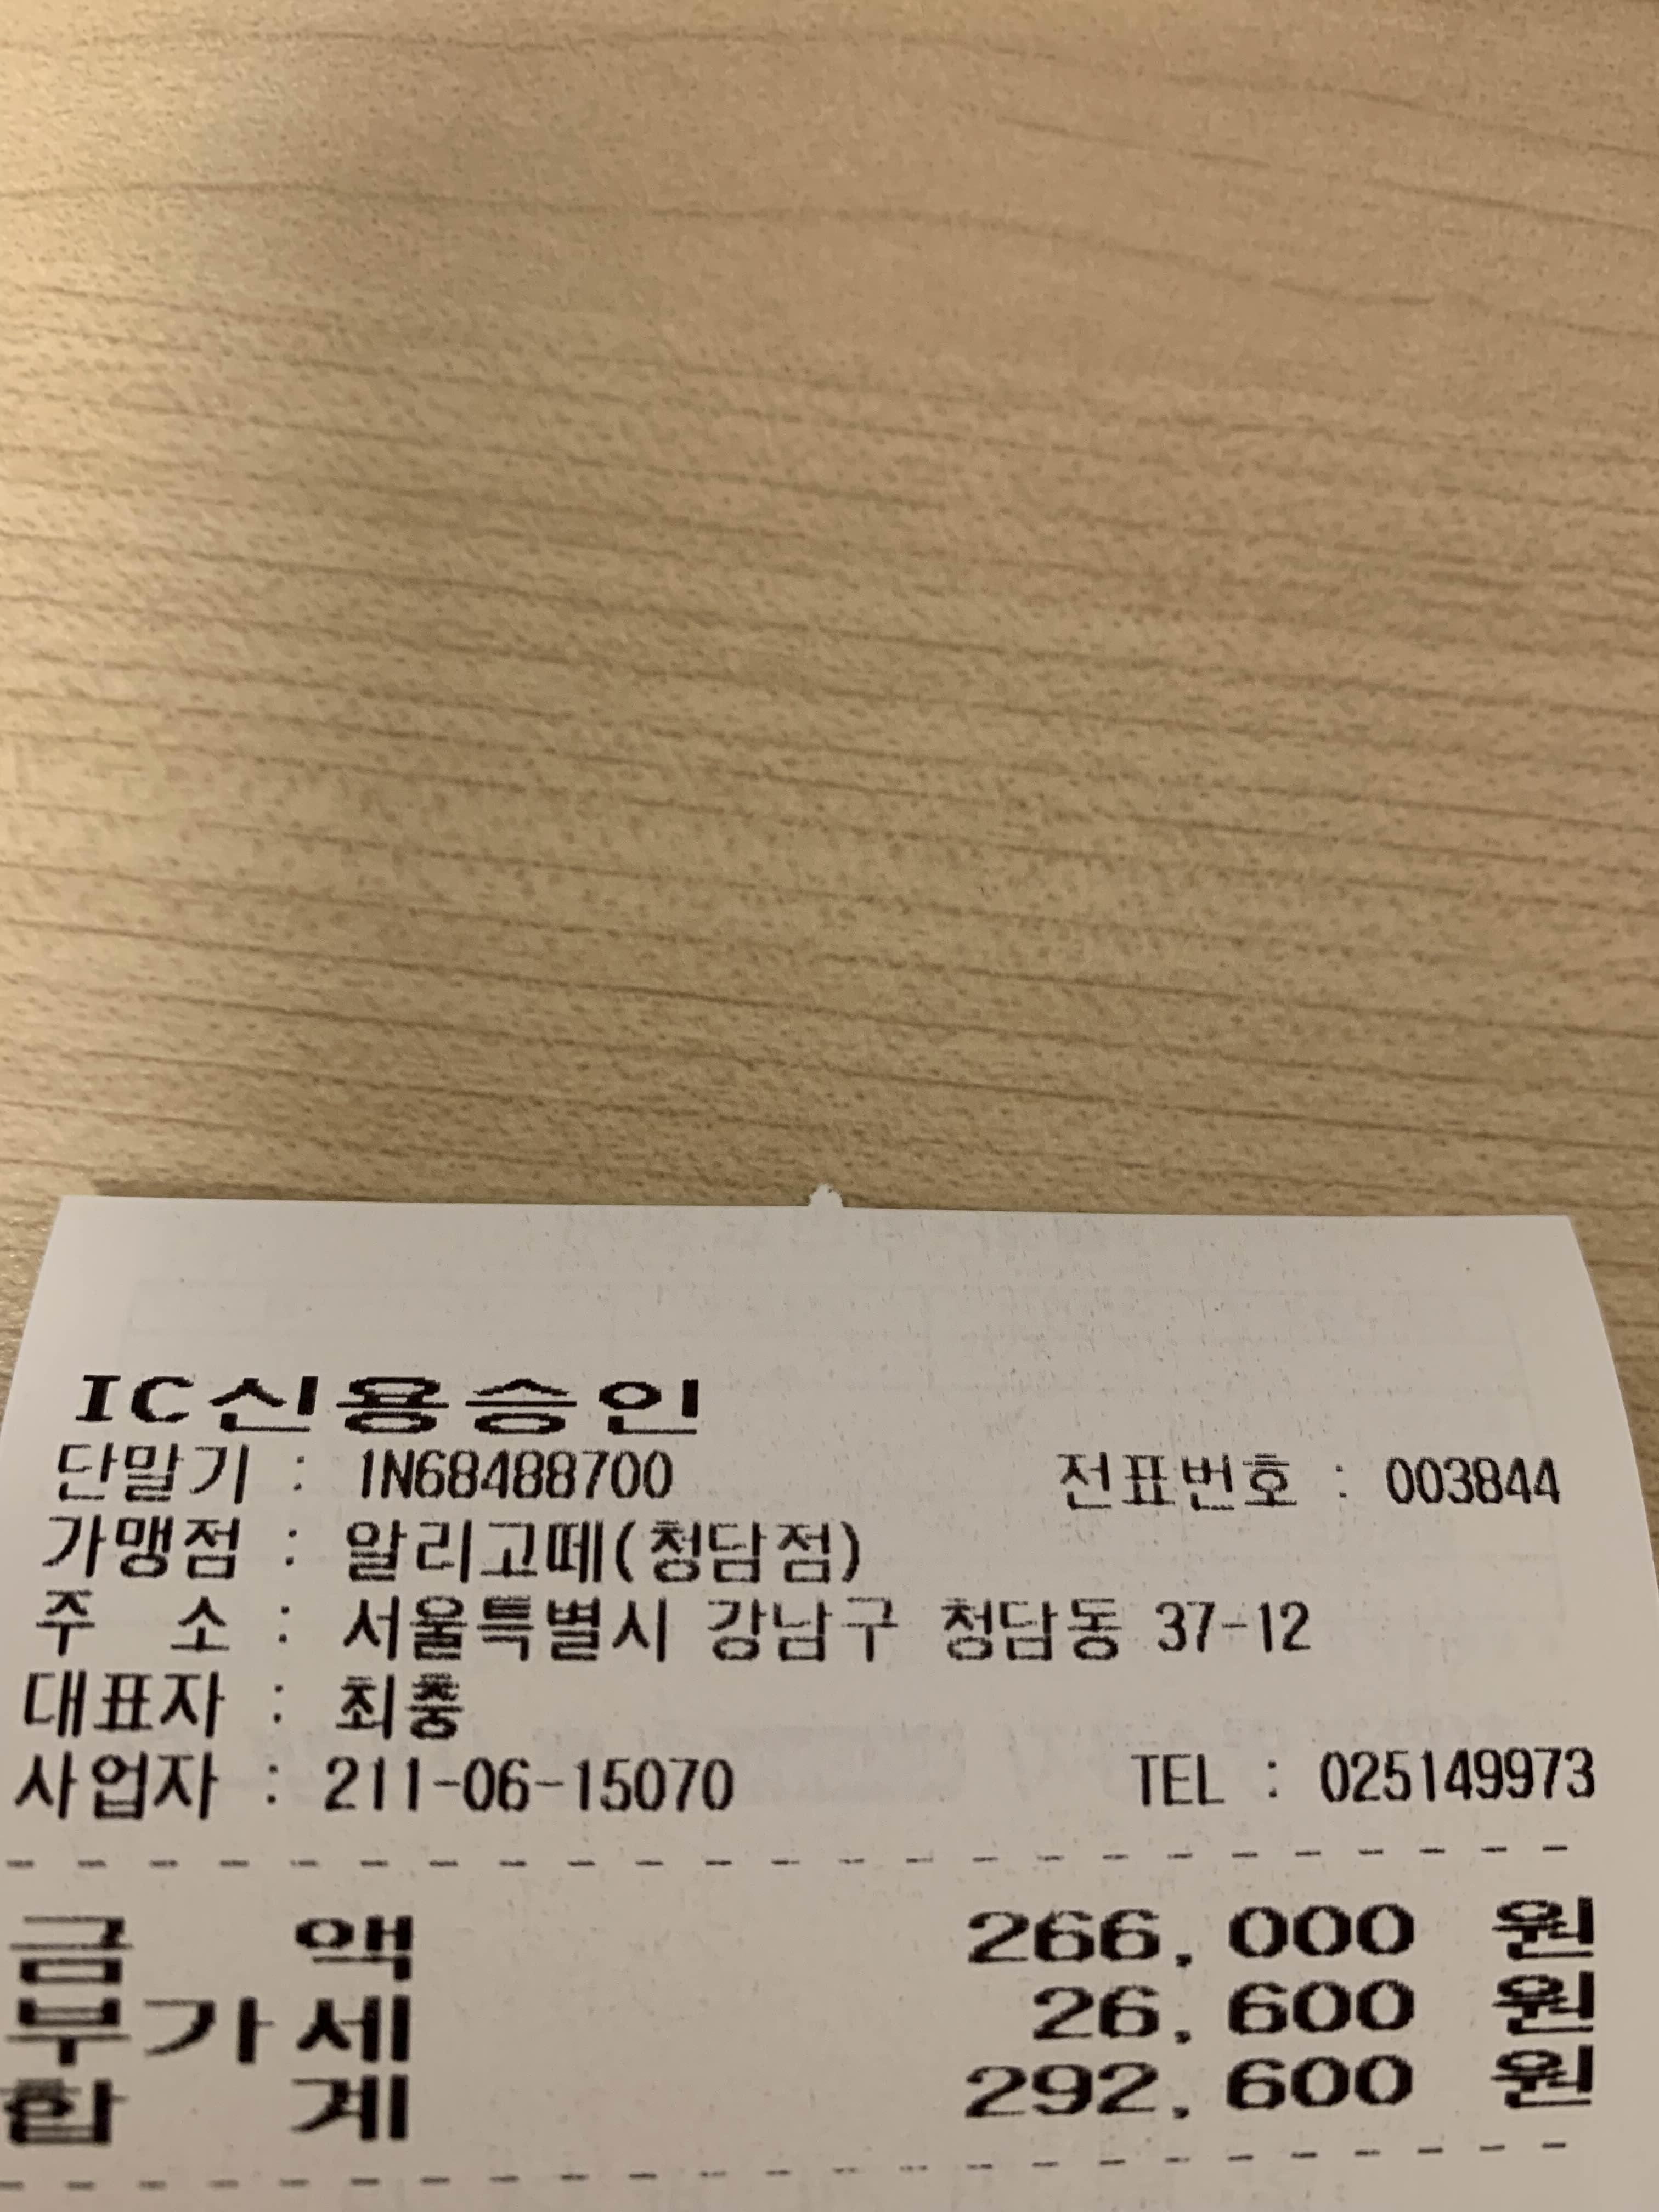 IC신용승인
단말기 : 1N68488700 전표번호 : 003844
가맹점 : 알리고떼(청담점)
주 소 : 서울특별시 강남구 청담동 37-12
대표자 : 최충
사업자 : 211-06-15070 TEL : 025149973
금 액 266,000 원
부가세 26,600 원
합 계 292,600 원